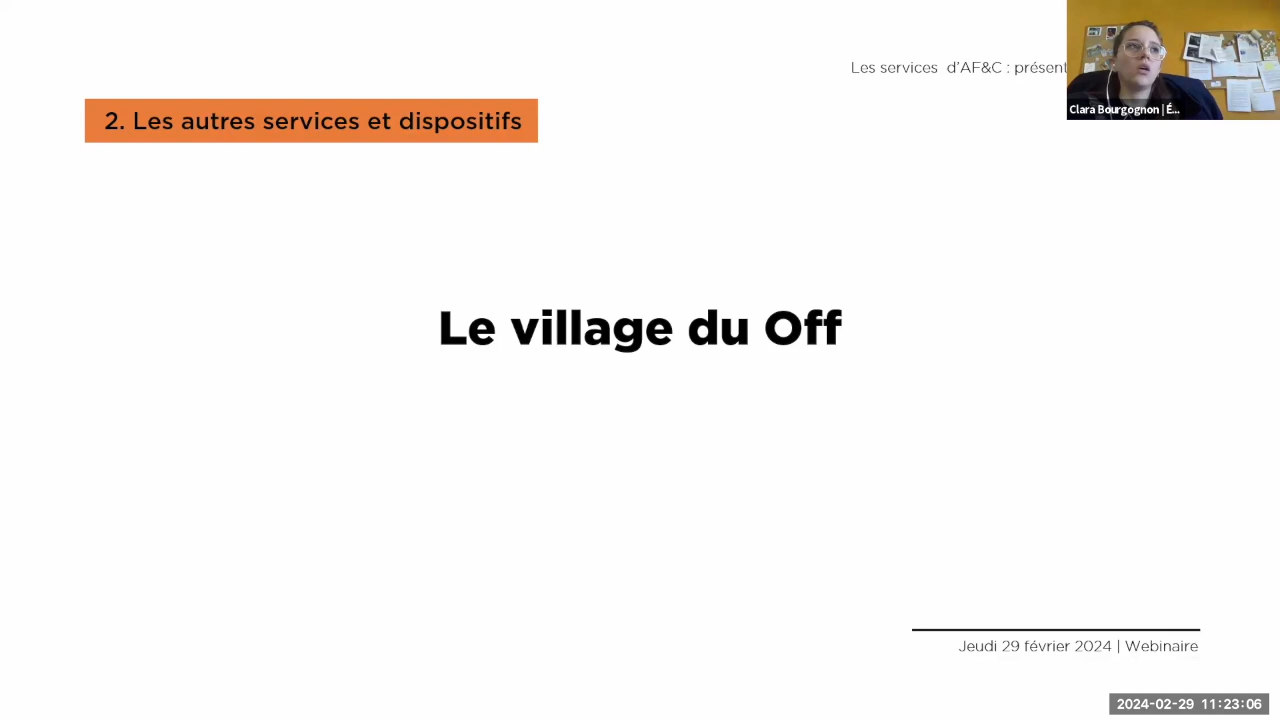 Les services d'AF&C : présent
Clara Bourgognon | É...
2. Les autres services et dispositifs
Le village du Off
Jeudi 29 février 2024 | Webinaire
2024-02-29 11:23:06